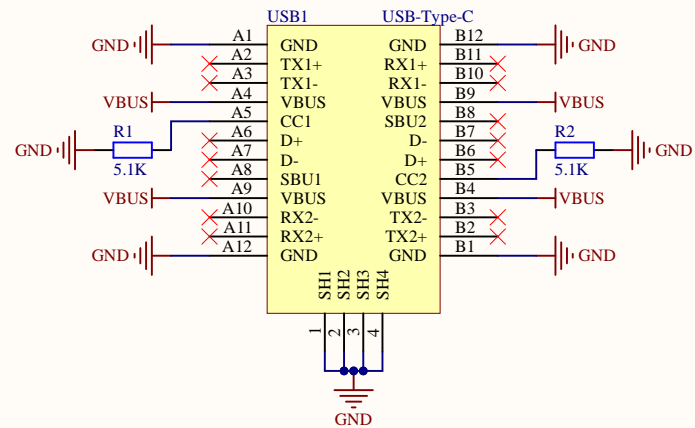 USB1 USB-Type-C
GND A1 GND GND B12 GND
A2 TX1+ RX1+ B11
A3 TX1- RX1- B10
VBUS A4 VBUS VBUS B9 VBUS
R1 A5 CC1 SBU2 B8 R2
A6 D+ D- B7
GND A7 D- D+ B6 GND
5.1K A8 SBU1 CC2 B5 5.1K
VBUS A9 VBUS VBUS B4 VBUS
A10 RX2- TX2- B3
A11 RX2+ TX2+ B2
GND A12 GND GND B1 GND
SH1 SH2 SH3 SH4
1 2 3 4
GND